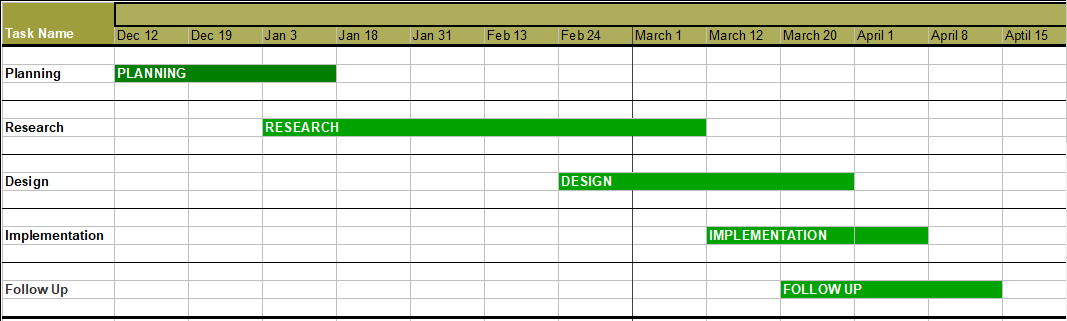 Task Name Dec 12 Dec 19 Jan 3 Jan 18 Jan 31 Feb 13 Feb 24 March 1 March 12 March 20 April 1 April 8 Aptil 15
Planning PLANNING
Research RESEARCH
Design DESIGN
Implementation IMPLEMENTATION
Follow Up FOLLOW UP